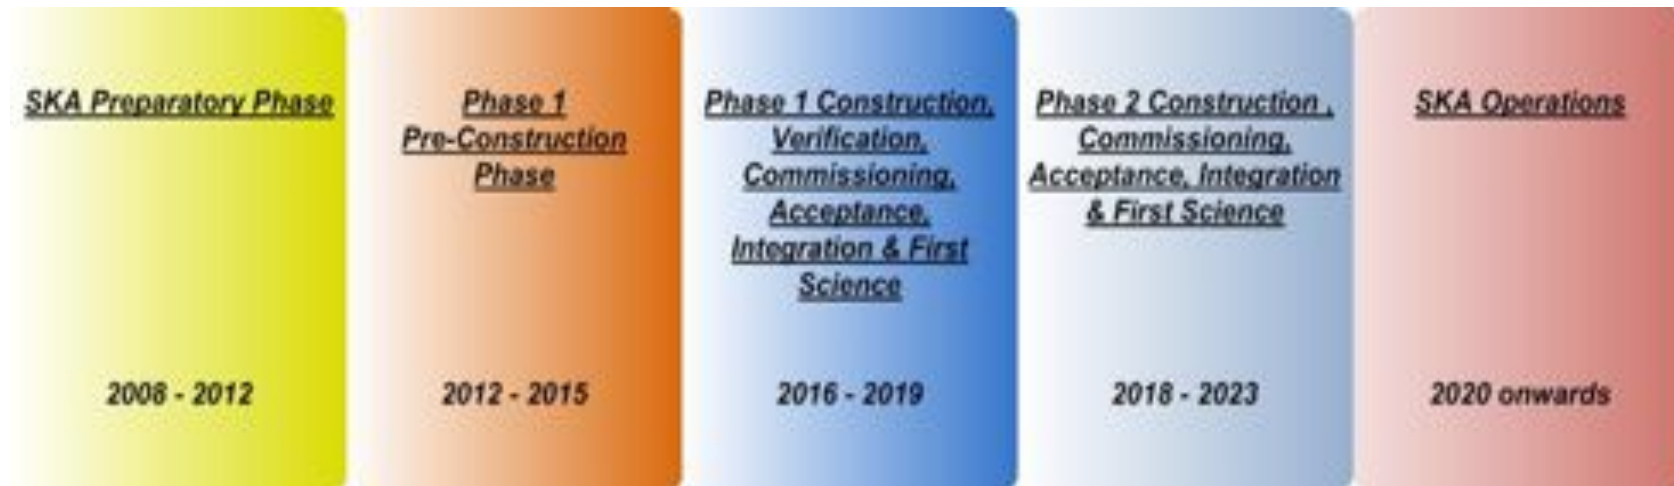 SKA Preparatory Phase
2008 - 2012
Phase 1
Pre-Construction
Phase
2012 - 2015
Phase 1 Construction,
Verification,
Commissioning,
Acceptance,
Integration & First
Science
2016 - 2019
Phase 2 Construction ,
Commissioning,
Acceptance, Integration
& First Science
2018 - 2023
SKA Operations
2020 onwards